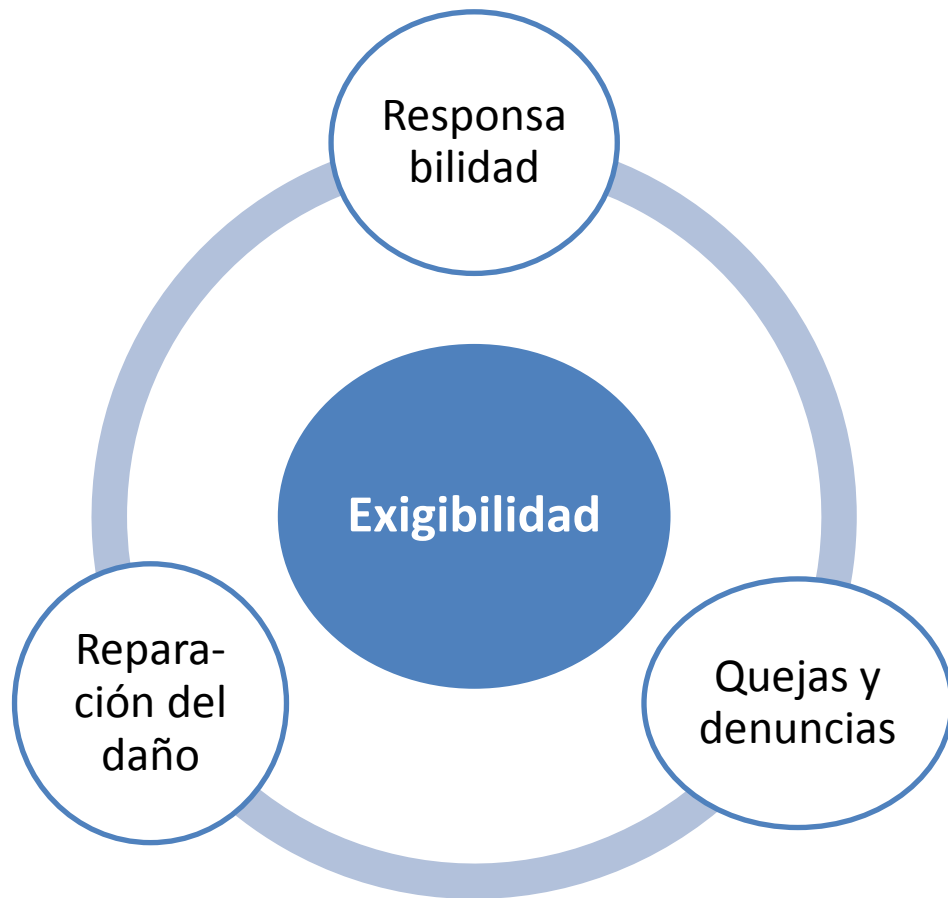 Responsa
bilidad
Exigibilidad
Repara-
ción del
daño
Quejas y
denuncias